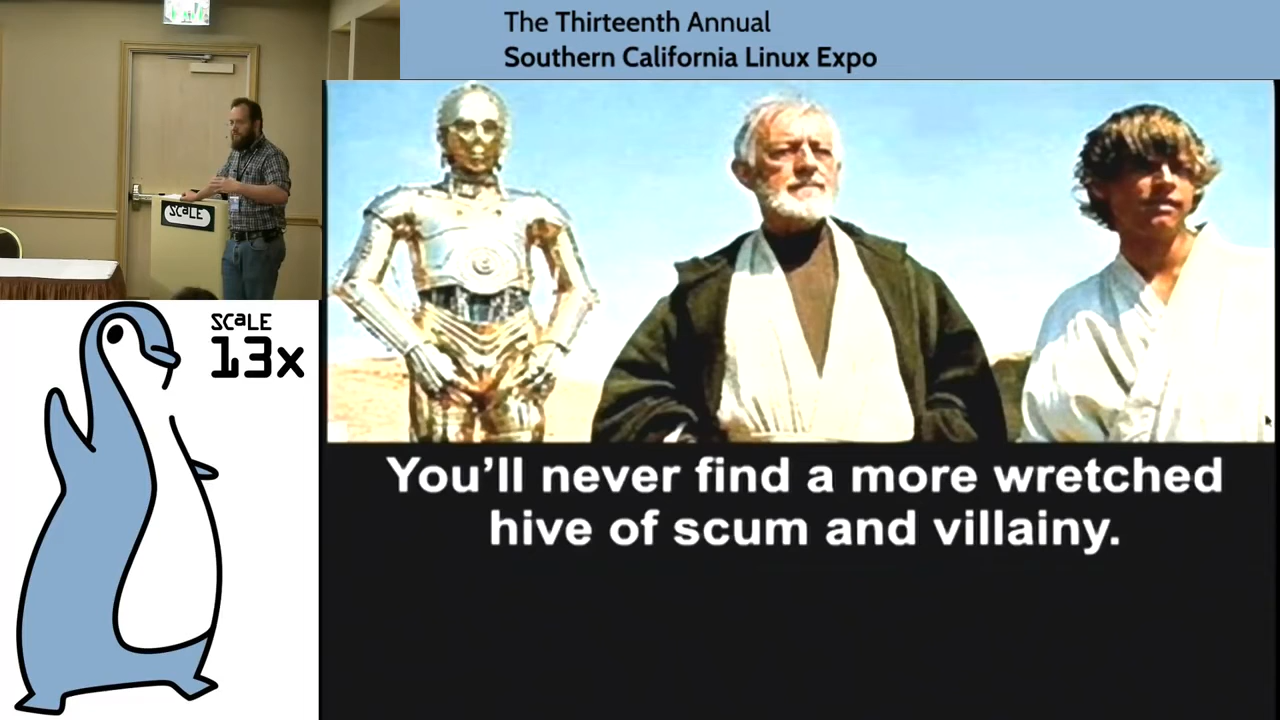 The Thirteenth Annual
Southern California Linux Expo
SCaLE
SCaLE
13x
You'll never find a more wretched
hive of scum and villainy.